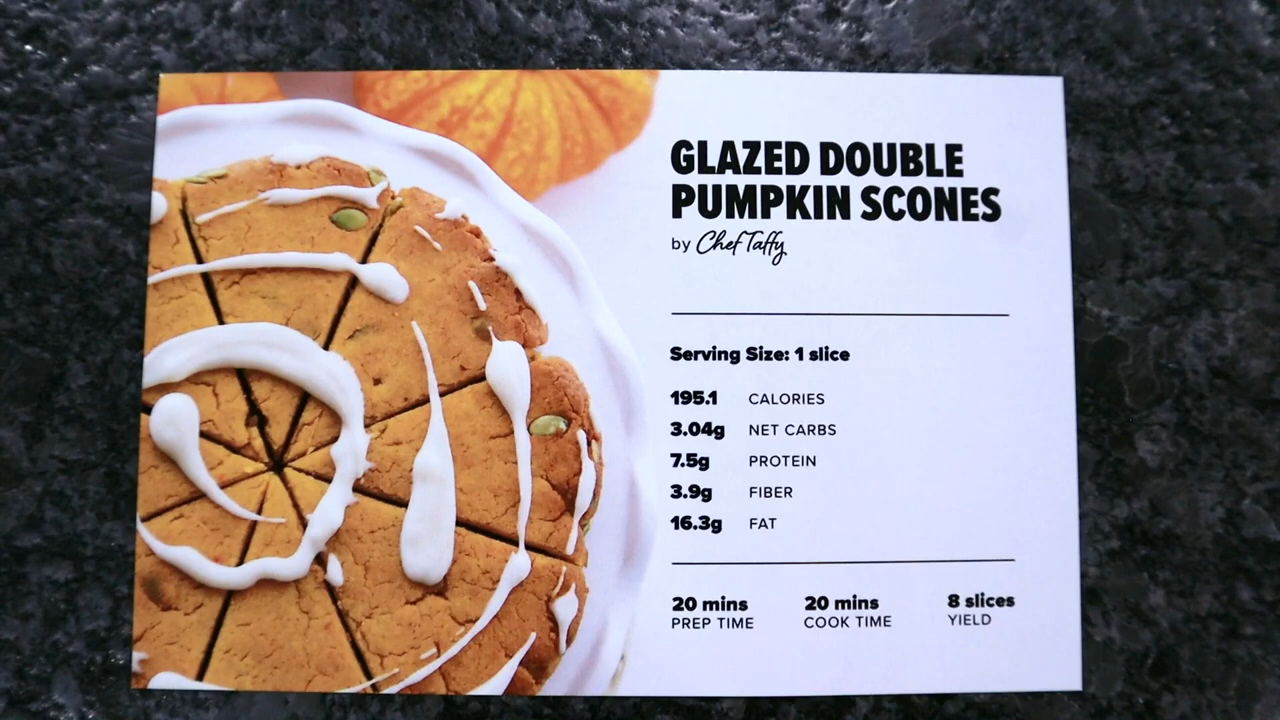 GLAZED DOUBLE
PUMPKIN SCONES
by Chef Taffy
Serving Size: 1 slice
195.1 CALORIES
3.04g NET CARBS
7.5g PROTEIN
3.9g FIBER
16.3g FAT
20 mins 20 mins 8 slices
PREP TIME COOK TIME YIELD